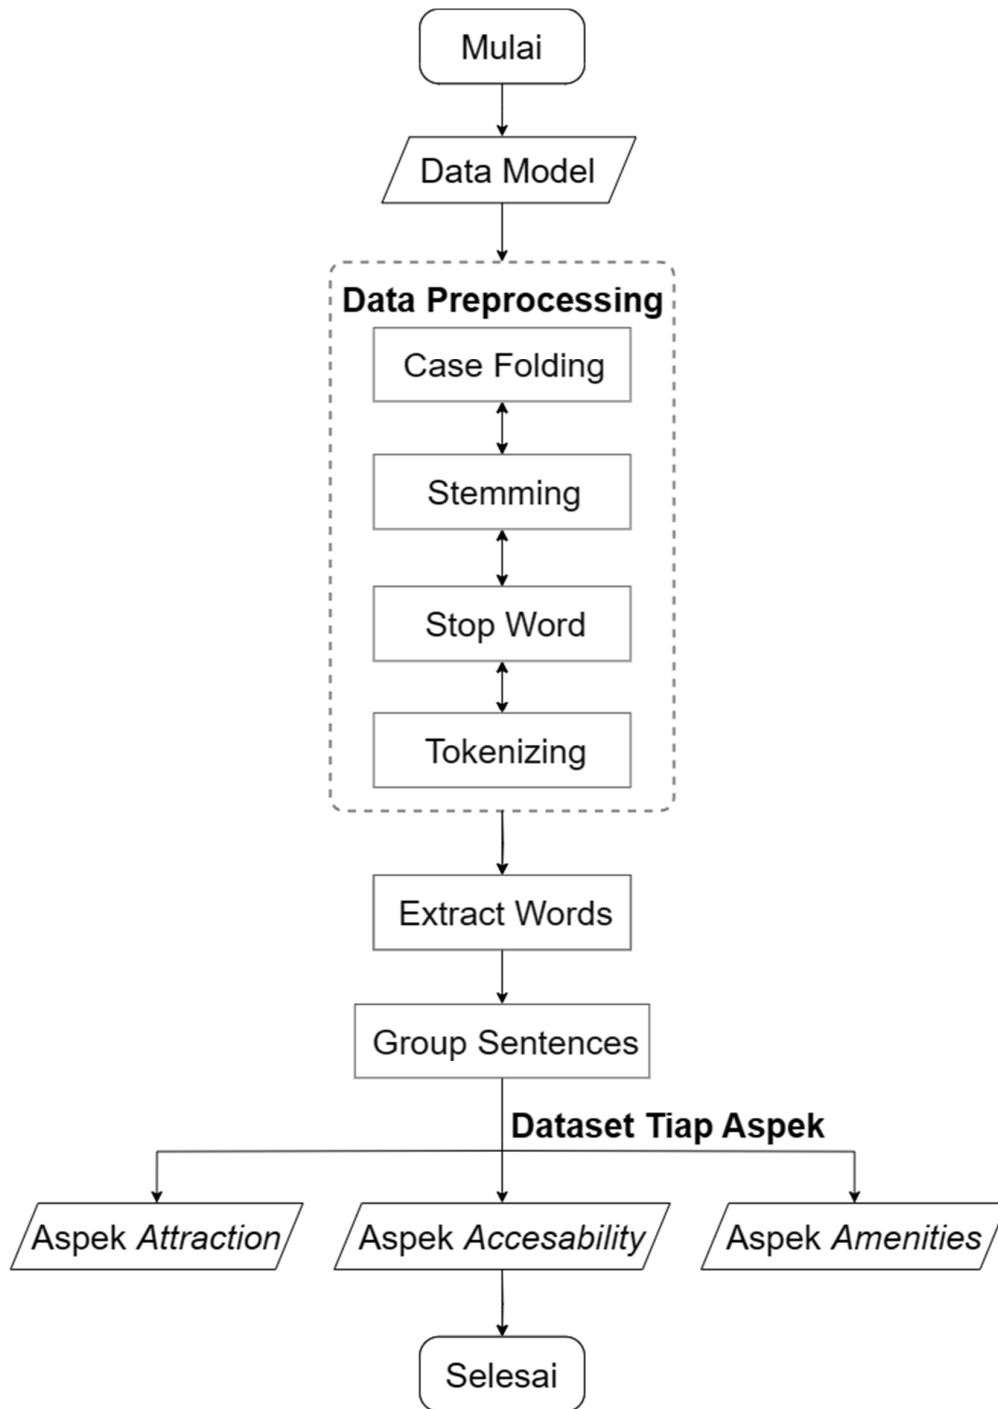 Mulai
Data Model
Data Preprocessing
Case Folding
Stemming
Stop Word
Tokenizing
Extract Words
Group Sentences
Dataset Tiap Aspek
Aspek Attraction
Aspek Accesability
Aspek Amenities
Selesai